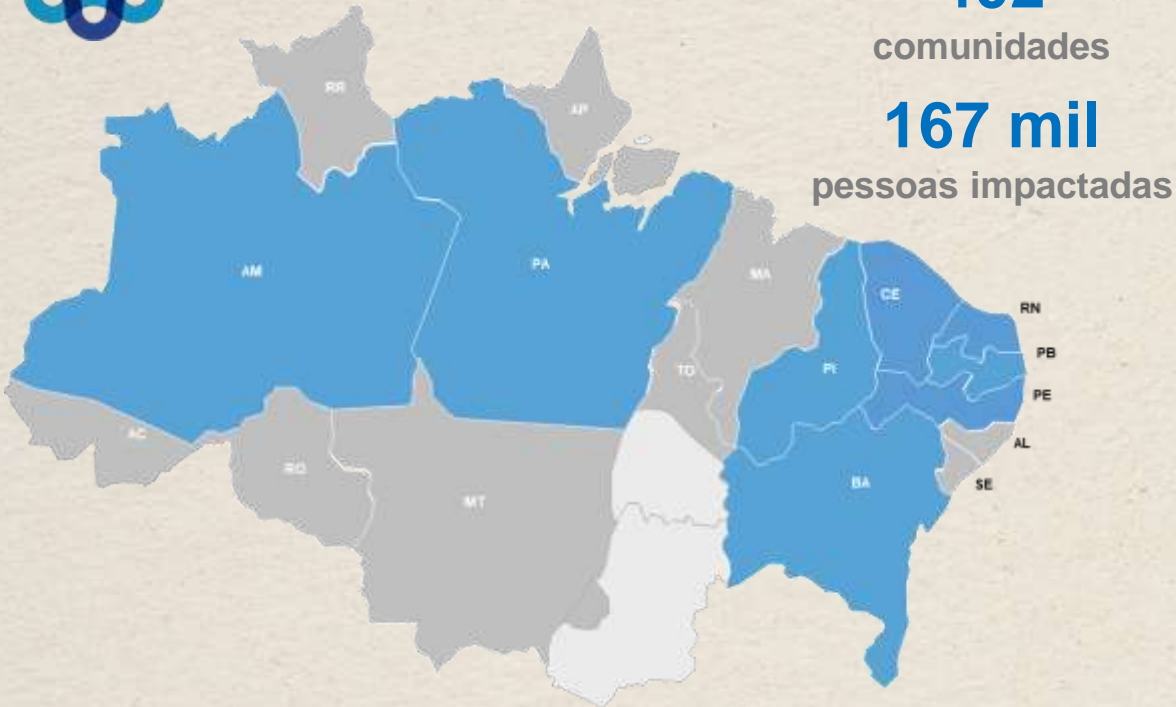 comunidades
167 mil
pessoas impactadas
RR
AP
AM
PA
MA
CE
RN
TO
PI
PB
PE
AC
RO
MT
BA
AL
SE